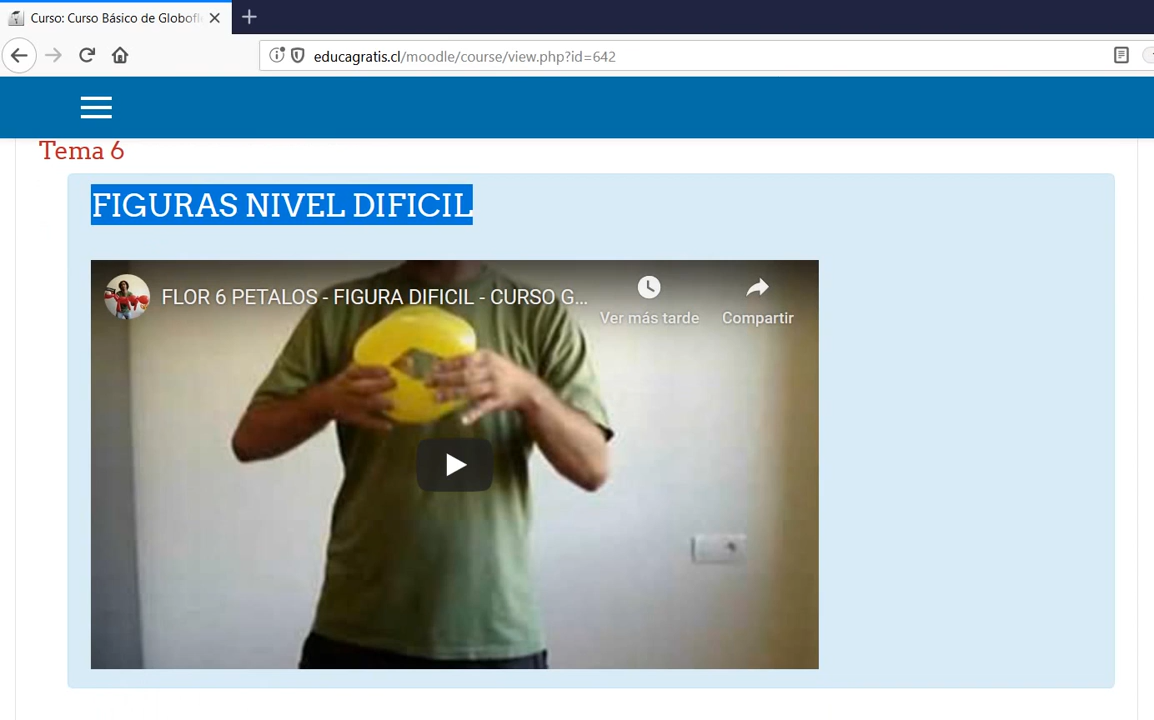 Curso: Curso Básico de Globofl
educagratis.cl/moodle/course/view.php?id=642
Tema 6
FIGURAS NIVEL DIFICIL
FLOR 6 PETALOS - FIGURA DIFICIL - CURSO G...
Ver más tarde
Compartir